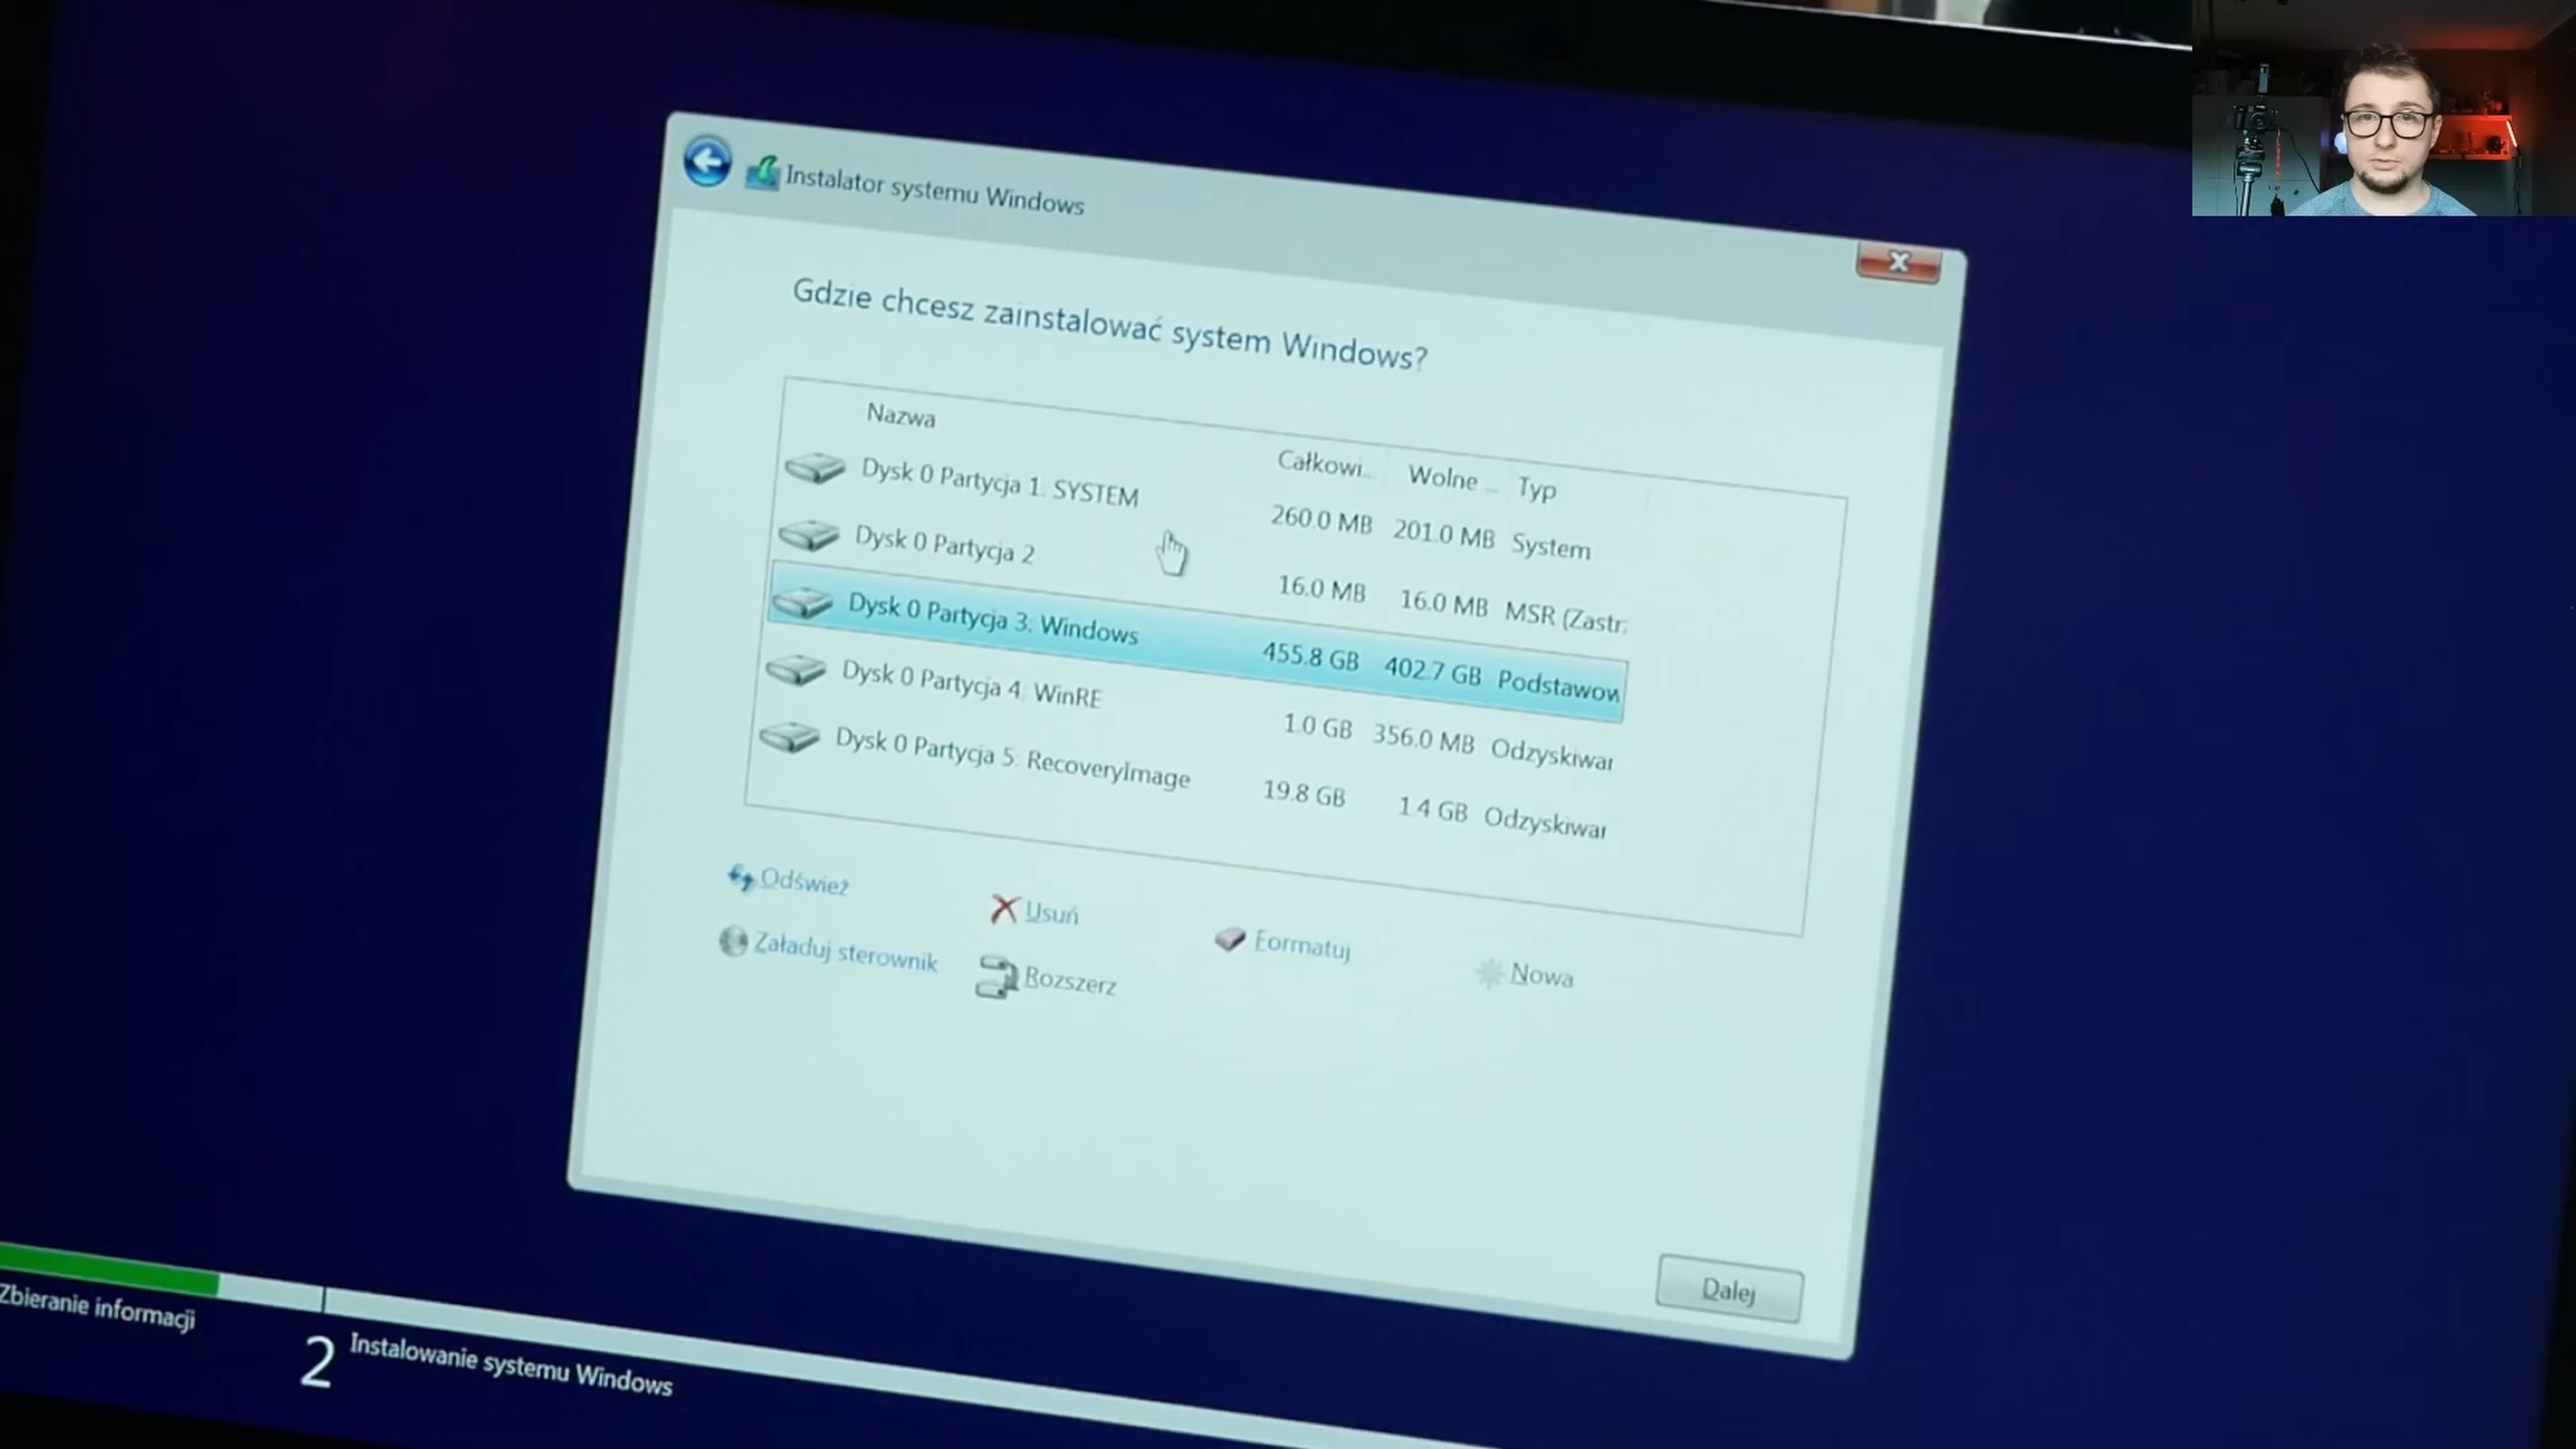 Instalator systemu Windows
Gdzie chcesz zainstalować system Windows?
Nazwa Całkowi... Wolne ... Typ
Dysk 0 Partycja 1: SYSTEM 260.0 MB 201.0 MB System
Dysk 0 Partycja 2 16.0 MB 16.0 MB MSR (Zastr.
Dysk 0 Partycja 3: Windows 455.8 GB 402.7 GB Podstawow
Dysk 0 Partycja 4: WinRE 1.0 GB 356.0 MB Odzyskiwar
Dysk 0 Partycja 5: RecoveryImage 19.8 GB 1.4 GB Odzyskiwar
Odśwież Usuń Formatuj Nowa
Załaduj sterownik Rozszerz
Dalej
Zbieranie informacji
2 Instalowanie systemu Windows